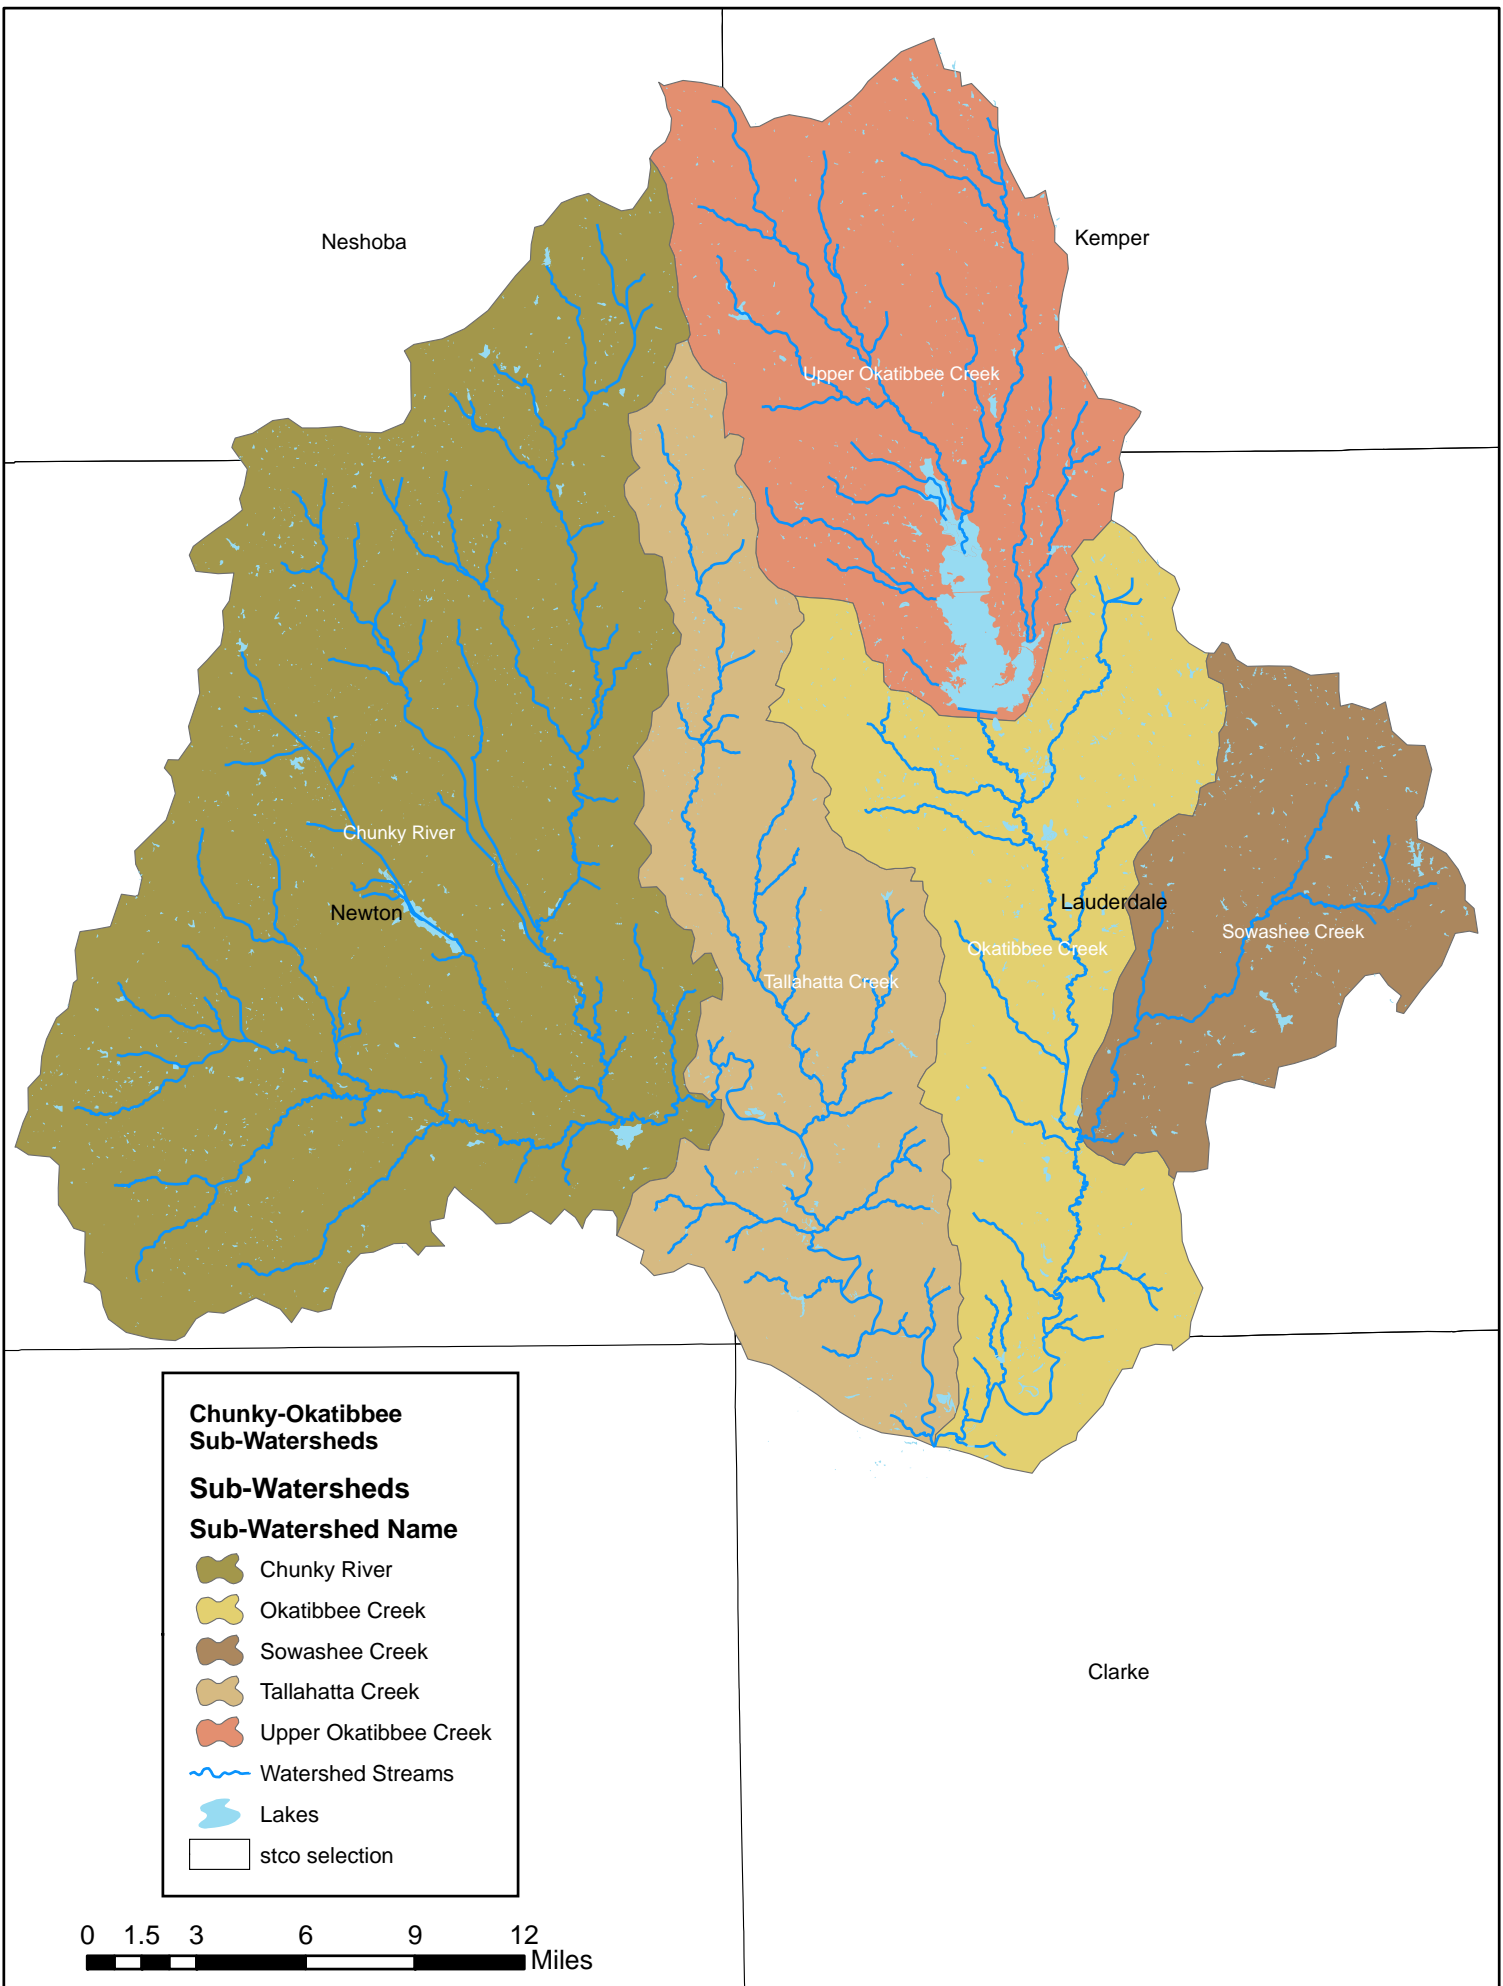 Neshoba
Kemper
Upper Okatibbee Creek
Chunky River
Newton
Lauderdale
Sowashee Creek
Okatibbee Creek
Tallahatta Creek
Chunky-Okatibbee
Sub-Watersheds
Sub-Watersheds
Sub-Watershed Name
Chunky River
Okatibbee Creek
Sowashee Creek
Tallahatta Creek
Upper Okatibbee Creek
Watershed Streams
Lakes
stco selection
Clarke
0 1.5 3 6 9 12
Miles